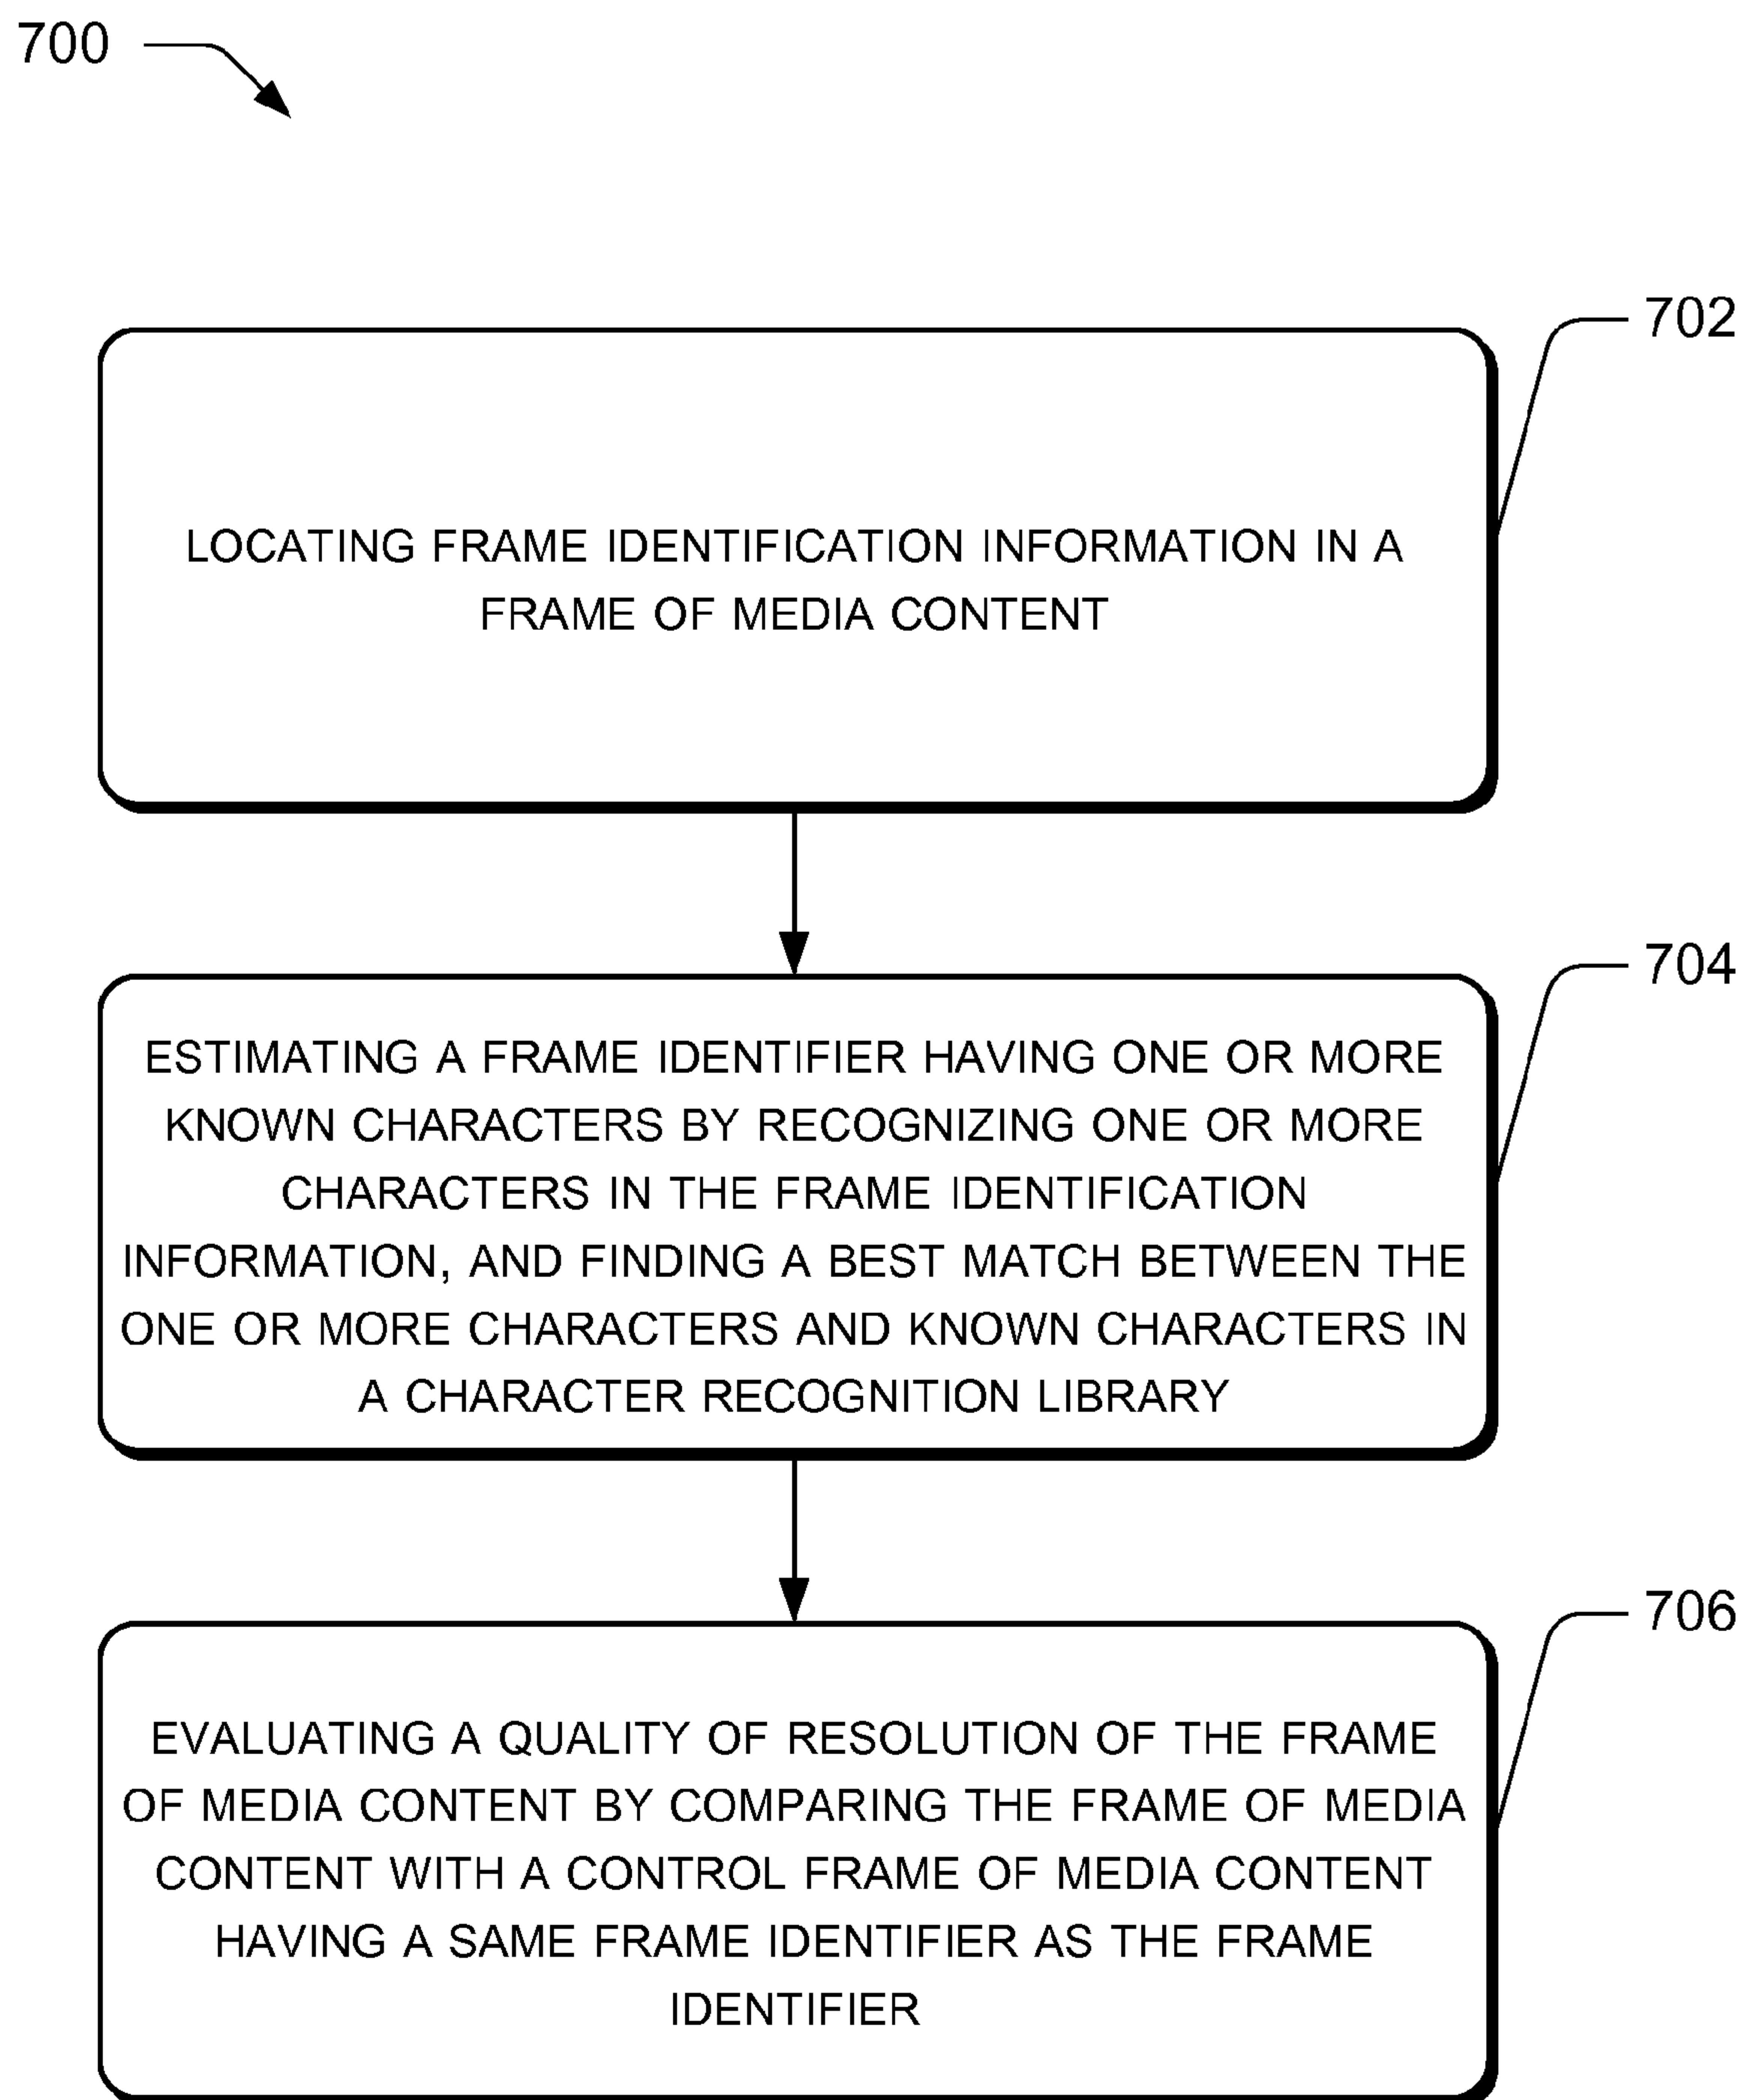 700
702
LOCATING FRAME IDENTIFICATION INFORMATION IN A
FRAME OF MEDIA CONTENT
704
ESTIMATING A FRAME IDENTIFIER HAVING ONE OR MORE
KNOWN CHARACTERS BY RECOGNIZING ONE OR MORE
CHARACTERS IN THE FRAME IDENTIFICATION
INFORMATION, AND FINDING A BEST MATCH BETWEEN THE
ONE OR MORE CHARACTERS AND KNOWN CHARACTERS IN
A CHARACTER RECOGNITION LIBRARY
706
EVALUATING A QUALITY OF RESOLUTION OF THE FRAME
OF MEDIA CONTENT BY COMPARING THE FRAME OF MEDIA
CONTENT WITH A CONTROL FRAME OF MEDIA CONTENT
HAVING A SAME FRAME IDENTIFIER AS THE FRAME
IDENTIFIER